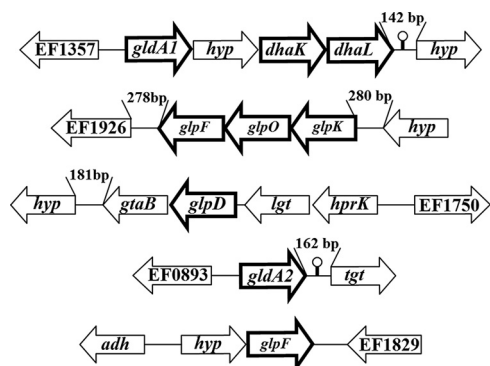 142 bp
EF1357 gldA1 hyp dhaK dhaL hyp
278bp 280 bp
EF1926 glpF glpO glpK hyp
181bp
hyp gtaB glpD lgt hprK EF1750
162 bp
EF0893 gldA2 tgt
adh hyp glpF EF1829